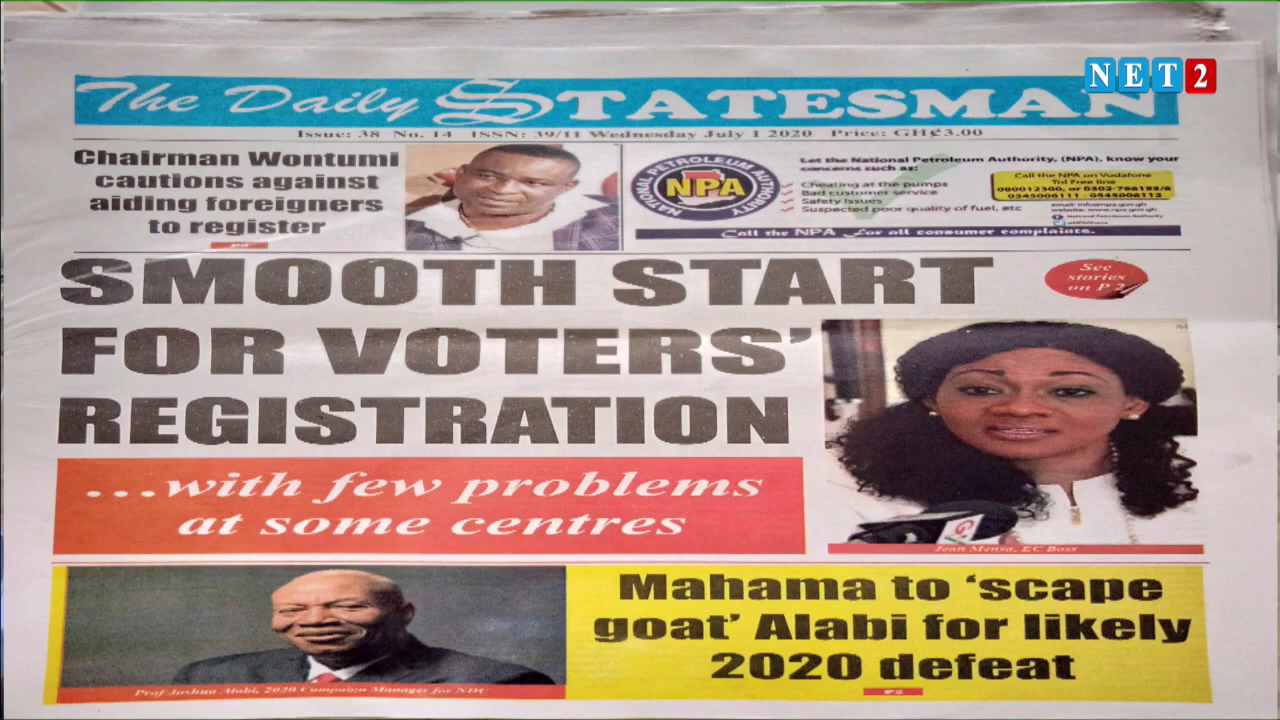 NET2
The Daily STATESMAN
Issue: 38 No. 14 ISSN: 39/11 Wednesday July 1 2020 Price: GH₵3.00
Chairman Wontumi
cautions against
aiding foreigners
to register
NATIONAL PETROLEUM AUTHORITY
NPA
Let the National Petroleum Authority, (NPA), know your
concerns such as:
Cheating at the pumps
Bad customer service
Safety Issues
Suspected poor quality of fuel, etc
Call the NPA on Vodafone
Tol Free line
National Petroleum Authority
Call the NPA for all consumer complaints.
SMOOTH START
FOR VOTERS'
REGISTRATION
See
stories
on P 2
...with few problems
at some centres
Jean Mensa, EC Boss
Mahama to 'scape
goat' Alabi for likely
2020 defeat
Prof Joshua Alabi, 2020 Campaign Manager for NDC